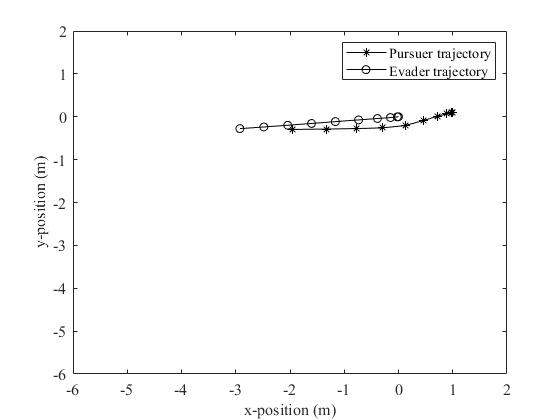 2
1
0
-1
-2
-3
-4
-5
-6
y-position (m)
Pursuer trajectory
Evader trajectory
-6 -5 -4 -3 -2 -1 0 1 2
x-position (m)